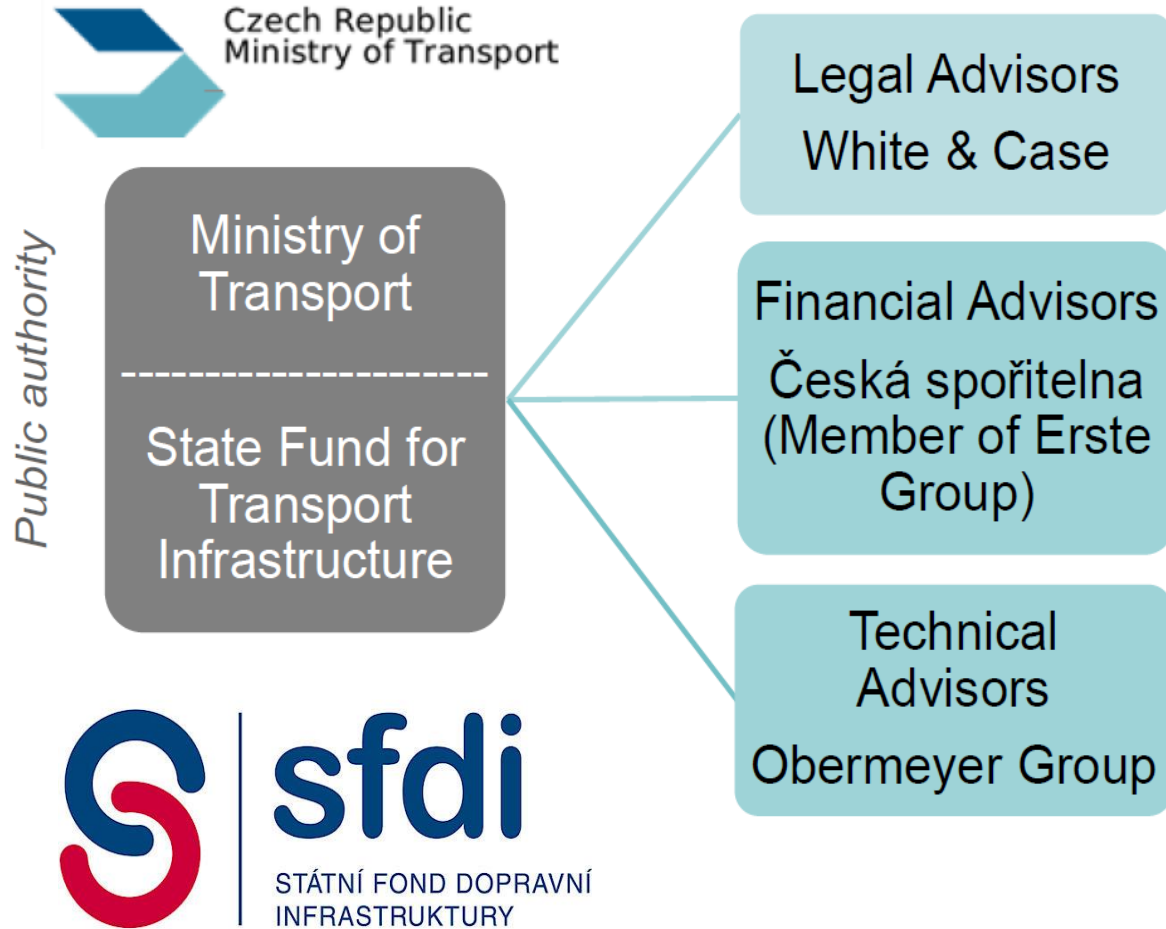 Czech Republic
Ministry of Transport
Public authority
Ministry of
Transport
-----------------------
State Fund for
Transport
Infrastructure
Legal Advisors
White & Case
Financial Advisors
Česká spořitelna
(Member of Erste
Group)
Technical
Advisors
Obermeyer Group
sfdi
STÁTNÍ FOND DOPRAVNÍ
INFRASTRUKTURY